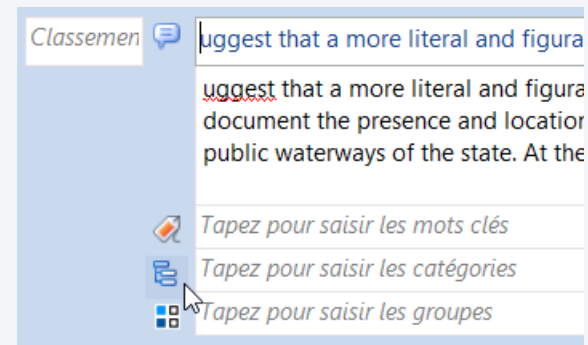 Classemen
uggest that a more literal and figura
uggest that a more literal and figura
document the presence and location
public waterways of the state. At the
Tapez pour saisir les mots clés
Tapez pour saisir les catégories
Tapez pour saisir les groupes